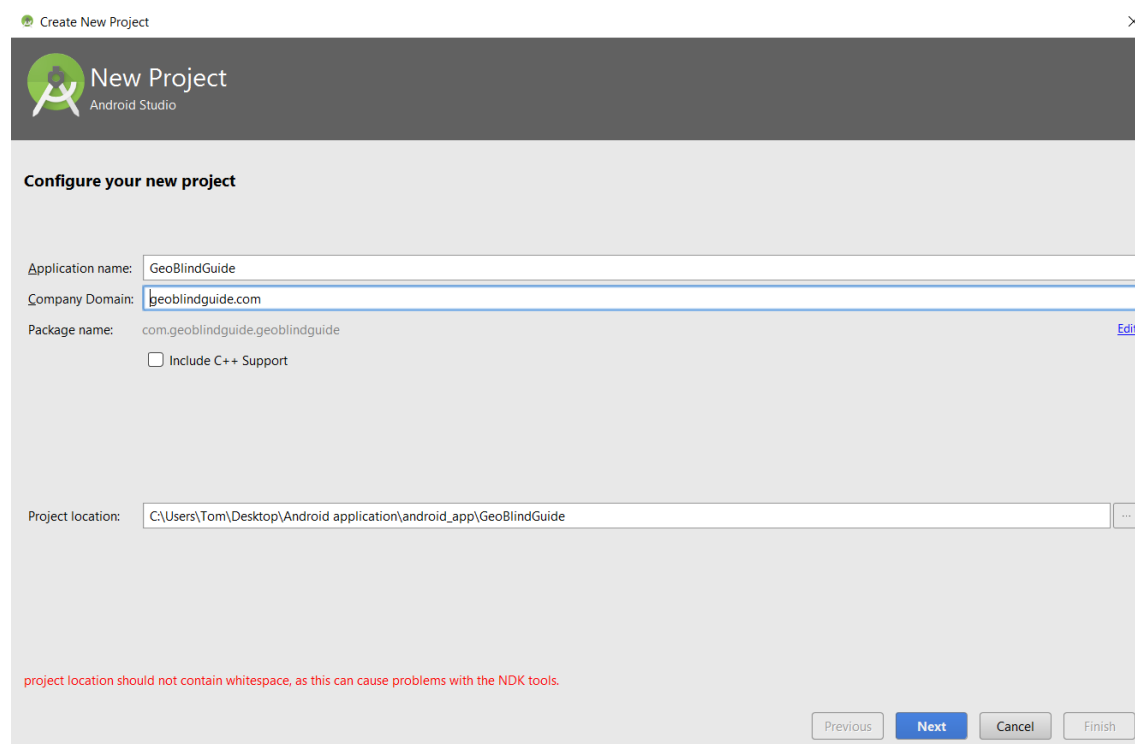 Create New Project
New Project
Android Studio
Configure your new project
Application name: GeoBlindGuide
Company Domain: geoblindguide.com
Package name: com.geoblindguide.geoblindguide Edit
Include C++ Support
Project location: C:\Users\Tom\Desktop\Android application\android_app\GeoBlindGuide ...
project location should not contain whitespace, as this can cause problems with the NDK tools.
Previous Next Cancel Finish